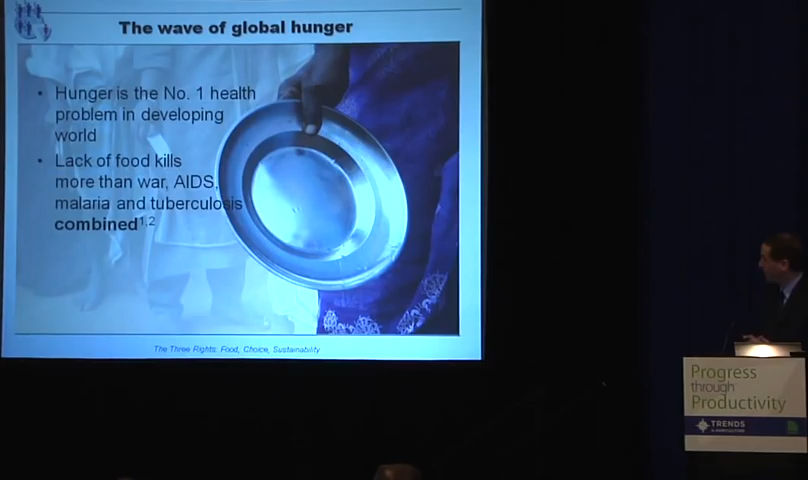 The wave of global hunger
• Hunger is the No. 1 health
problem in developing
world
• Lack of food kills
more than war, AIDS,
malaria and tuberculosis
combined1,2
The Three Rights: Food, Choice, Sustainability
Progress
through
Productivity
TRENDS